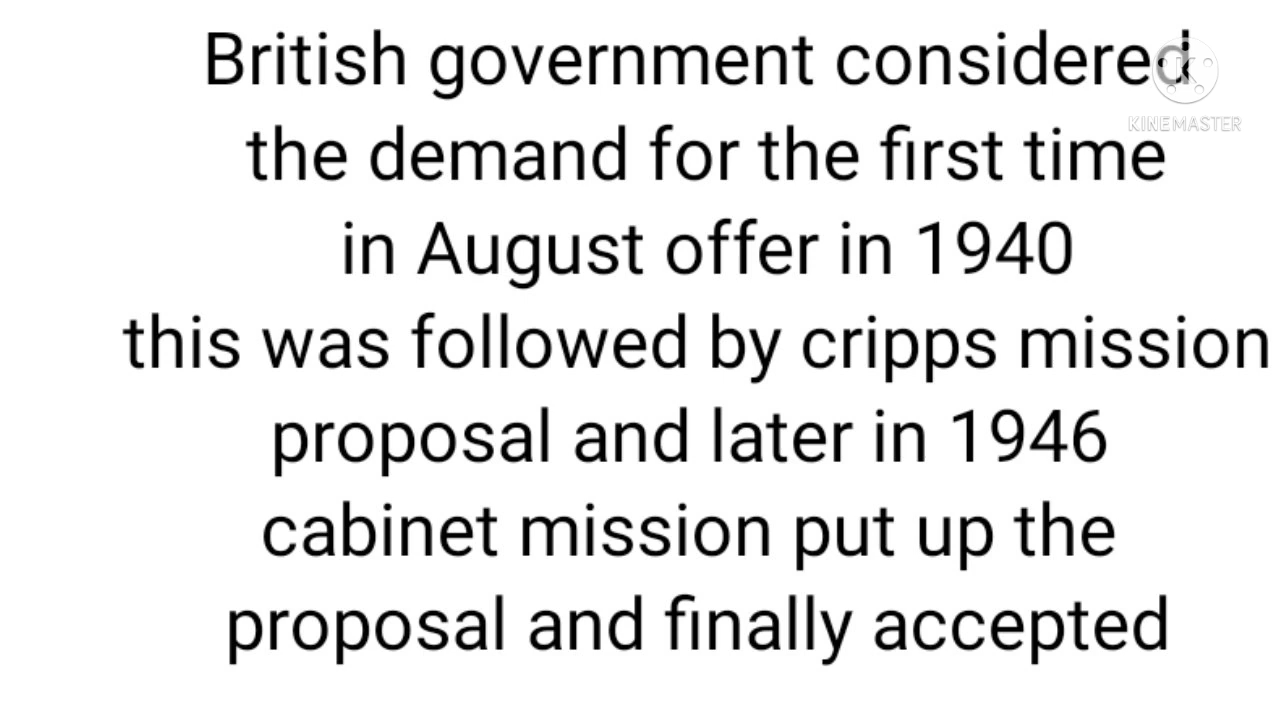 British government considered
KINEMASTER
the demand for the first time
in August offer in 1940
this was followed by cripps mission
proposal and later in 1946
cabinet mission put up the
proposal and finally accepted